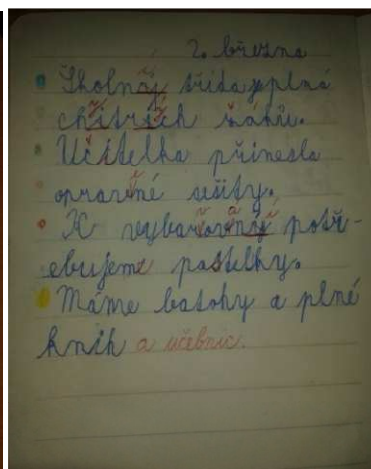 2. března
Školní třída je plná
chytrých žáků.
Učitelka přinesla
opravené sešity.
K vybarvování potř-
ebujeme pastelky.
Máme batohy a plné
knih a učebnic.